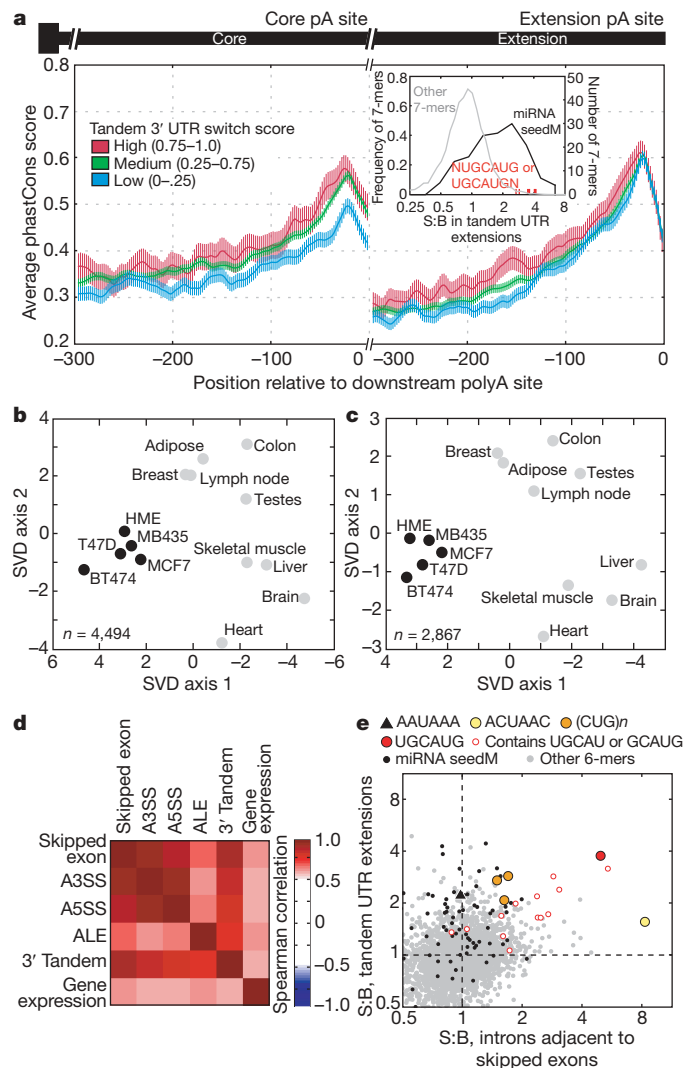 a
Core pA site
Extension pA site
Core
Extension
0.8
0.7
0.6
0.5
0.4
0.3
0.2
Average phastCons score
Tandem 3′ UTR switch score
High (0.75–1.0)
Medium (0.25–0.75)
Low (0–.25)
−300
−200
−100
0
−300
−200
−100
0
Position relative to downstream polyA site
0.8
0.6
0.4
0.2
0
Frequency of 7-mers
Other
7-mers
miRNA
seedM
NUGCAUG or
UGCAUGN
50
40
30
20
10
0
Number of 7-mers
0.25
0.5
1
2
4
8
S:B in tandem UTR
extensions
b
4
2
0
−2
−4
SVD axis 2
Adipose
Colon
Breast
Lymph node
Testes
HME
MB435
T47D
MCF7
BT474
Skeletal muscle
Liver
Brain
Heart
n = 4,494
6
4
2
0
−2
−4
−6
SVD axis 1
c
3
2
1
0
−1
−2
−3
SVD axis 2
Breast
Colon
Adipose
Testes
Lymph node
HME
MB435
MCF7
T47D
BT474
Liver
Skeletal muscle
Brain
Heart
n = 2,867
4
2
0
−2
−4
SVD axis 1
d
Skipped exon
A3SS
A5SS
ALE
3′ Tandem
Gene
expression
Skipped
exon
A3SS
A5SS
ALE
3′ Tandem
Gene
expression
1.0
0.5
0
−0.5
−1.0
Spearman correlation
e
AAUAAA
ACUAAC
(CUG)n
UGCAUG
Contains UGCAU or GCAUG
miRNA seedM
Other 6-mers
8
4
2
1
0.5
S:B, tandem UTR extensions
0.5
1
2
4
8
S:B, introns adjacent to
skipped exons